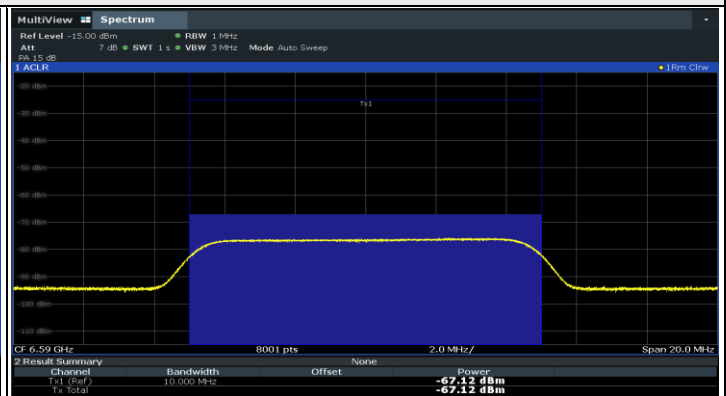 MultiView Spectrum
Ref Level -15.00 dBm RBW 1 MHz
Att 7 dB SWT 1 s VBW 3 MHz Mode Auto Sweep
PA 15 dB
1 ACLR 1Rm Clrw
-20 dBm
Tx1
-30 dBm
-40 dBm
-50 dBm
-60 dBm
-70 dBm
-80 dBm
-90 dBm
-100 dBm
-110 dBm
CF 6.59 GHz 8001 pts 2.0 MHz/ Span 20.0 MHz
2 Result Summary None
Channel Bandwidth Offset Power
Tx1 (Ref) 10.000 MHz -67.12 dBm
Tx Total -67.12 dBm